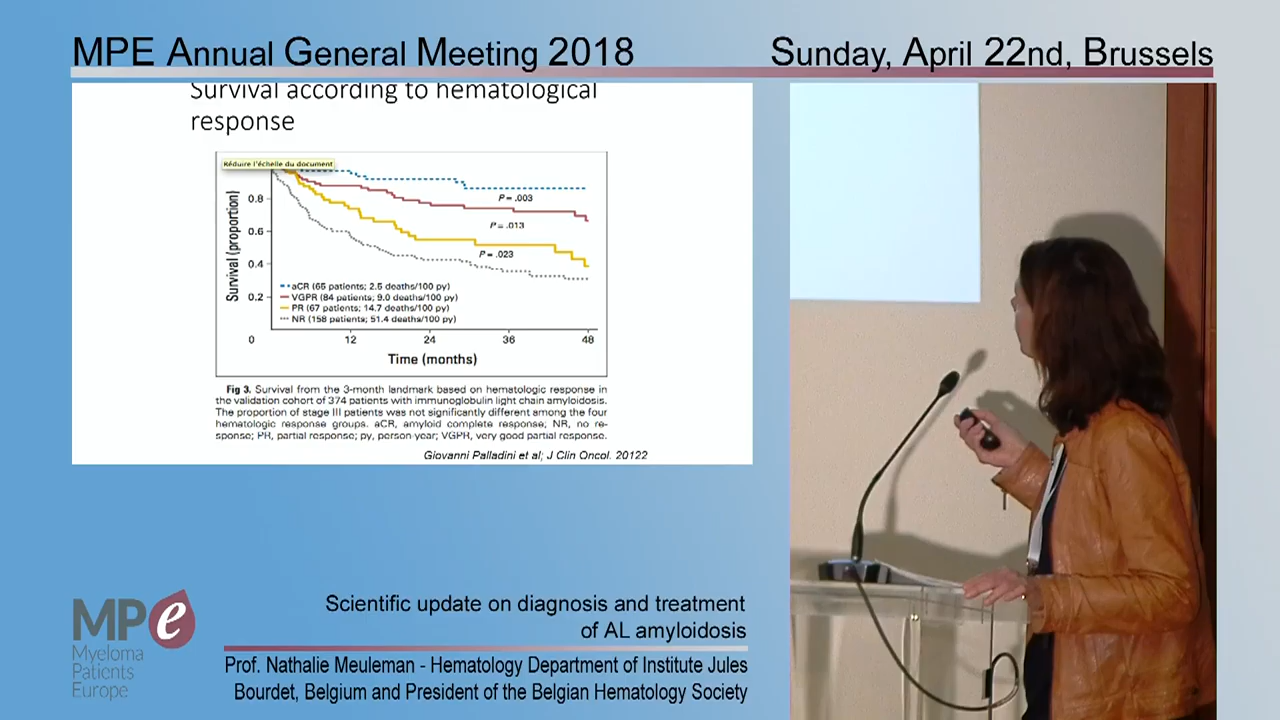 MPE Annual General Meeting 2018
Sunday, April 22nd, Brussels
Survival according to hematological
response
Réduire l'échelle du document
Survival (proportion)
0.8
0.6
0.4
0.2
P = .003
P = .013
P = .023
aCR (65 patients; 2.5 deaths/100 py)
VGPR (84 patients; 9.0 deaths/100 py)
PR (67 patients; 14.7 deaths/100 py)
NR (158 patients; 51.4 deaths/100 py)
0 12 24 36 48
Time (months)
Fig 3. Survival from the 3-month landmark based on hematologic response in
the validation cohort of 374 patients with immunoglobulin light chain amyloidosis.
The proportion of stage III patients was not significantly different among the four
hematologic response groups. aCR, amyloid complete response; NR, no re-
sponse; PR, partial response; py, person-year; VGPR, very good partial response.
Giovanni Palladini et al; J Clin Oncol. 20122
Scientific update on diagnosis and treatment
of AL amyloidosis
Prof. Nathalie Meuleman - Hematology Department of Institute Jules
Bourdet, Belgium and President of the Belgian Hematology Society
MPe
Myeloma
Patients
Europe